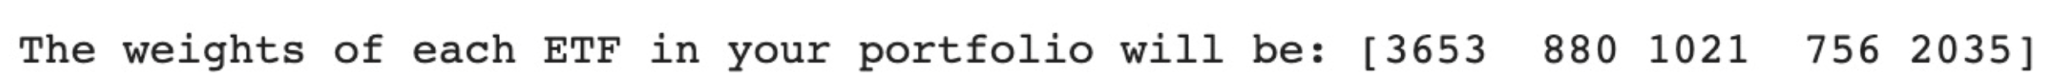 The weights of each ETF in your portfolio will be: [3653  880 1021  756 2035]